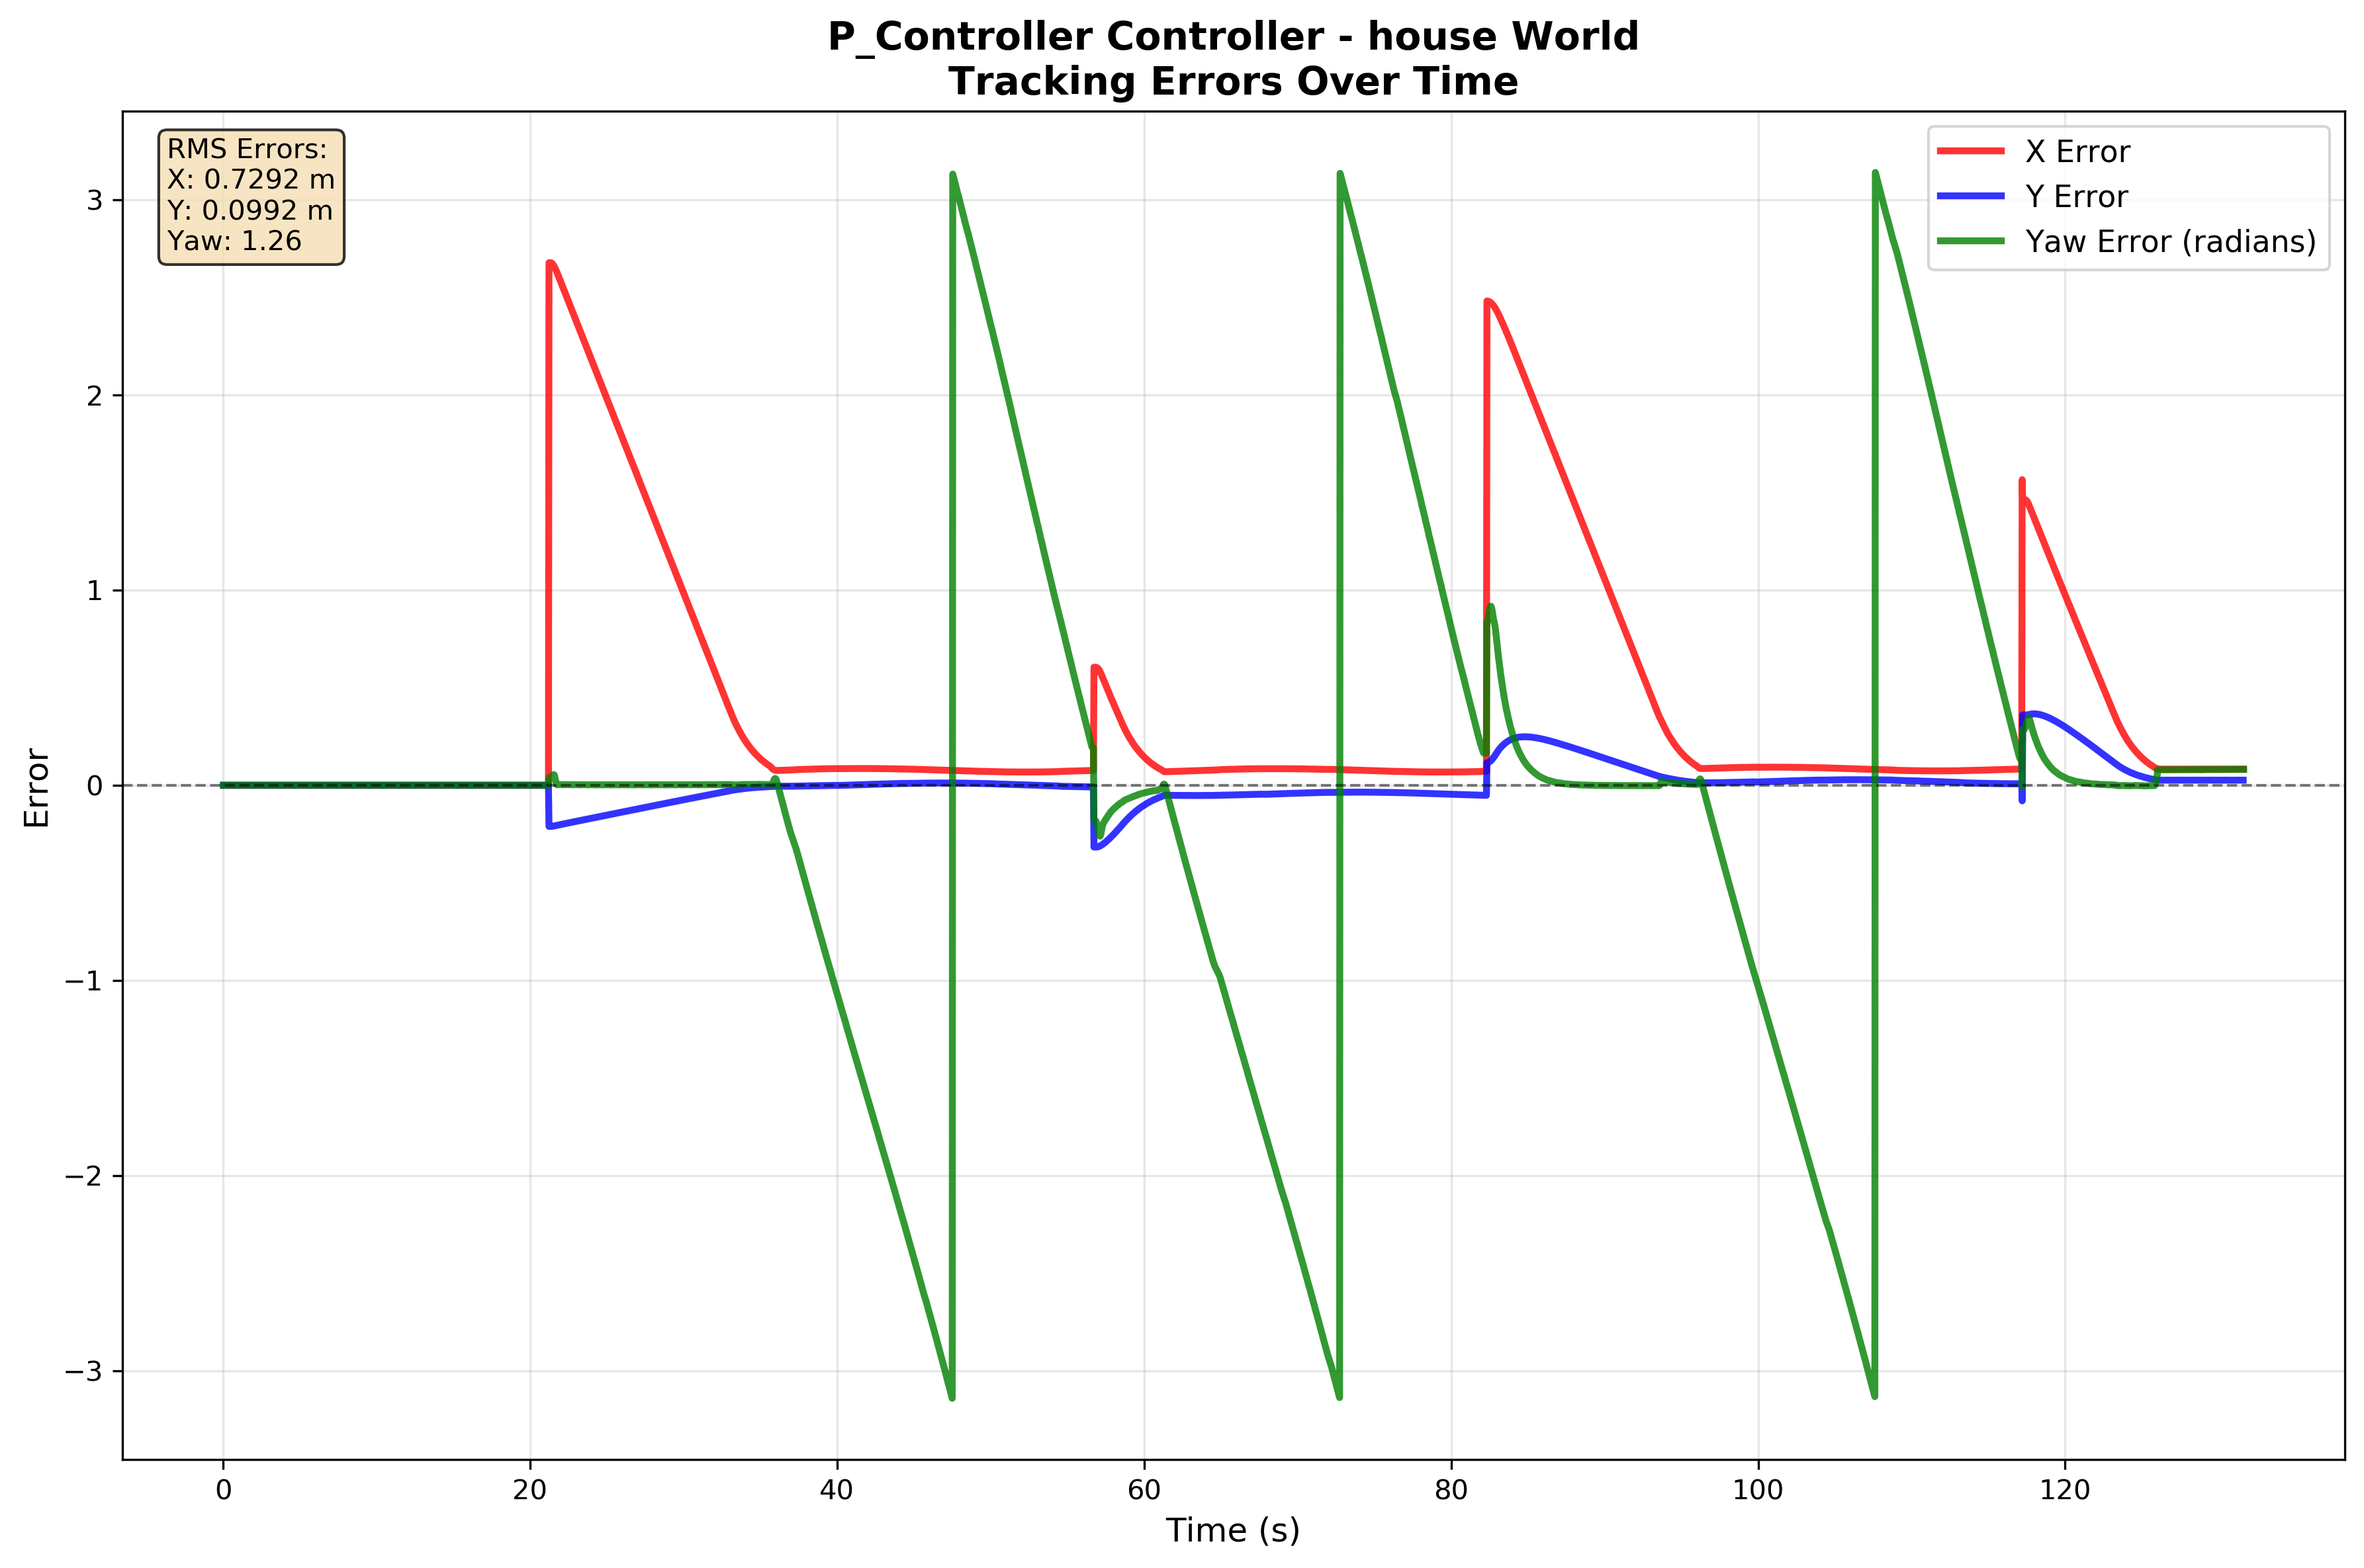 P_Controller Controller - house World
Tracking Errors Over Time
RMS Errors:
X: 0.7292 m
Y: 0.0992 m
Yaw: 1.26
X Error
Y Error
Yaw Error (radians)
Error
3
2
1
0
−1
−2
−3
0 20 40 60 80 100 120
Time (s)